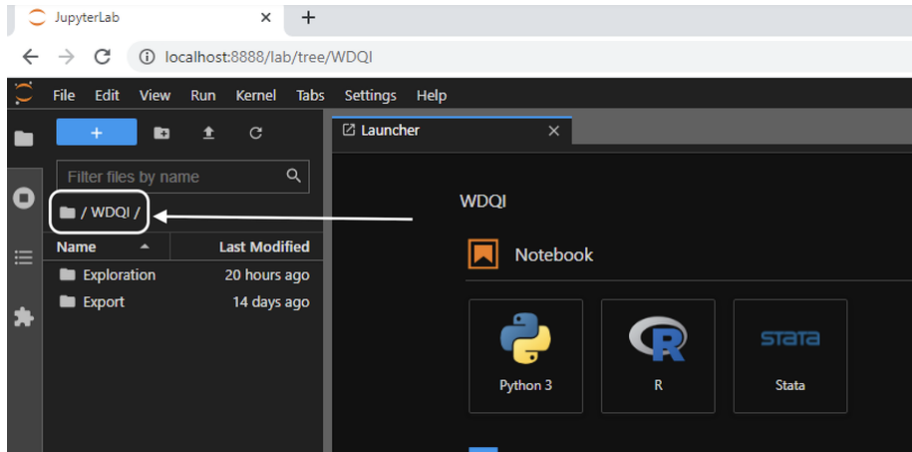 JupyterLab
localhost:8888/lab/tree/WDQI
File Edit View Run Kernel Tabs Settings Help
Launcher
Filter files by name
/ WDQI /
Name Last Modified
Exploration 20 hours ago
Export 14 days ago
WDQI
Notebook
Python 3
R
STATA
Stata